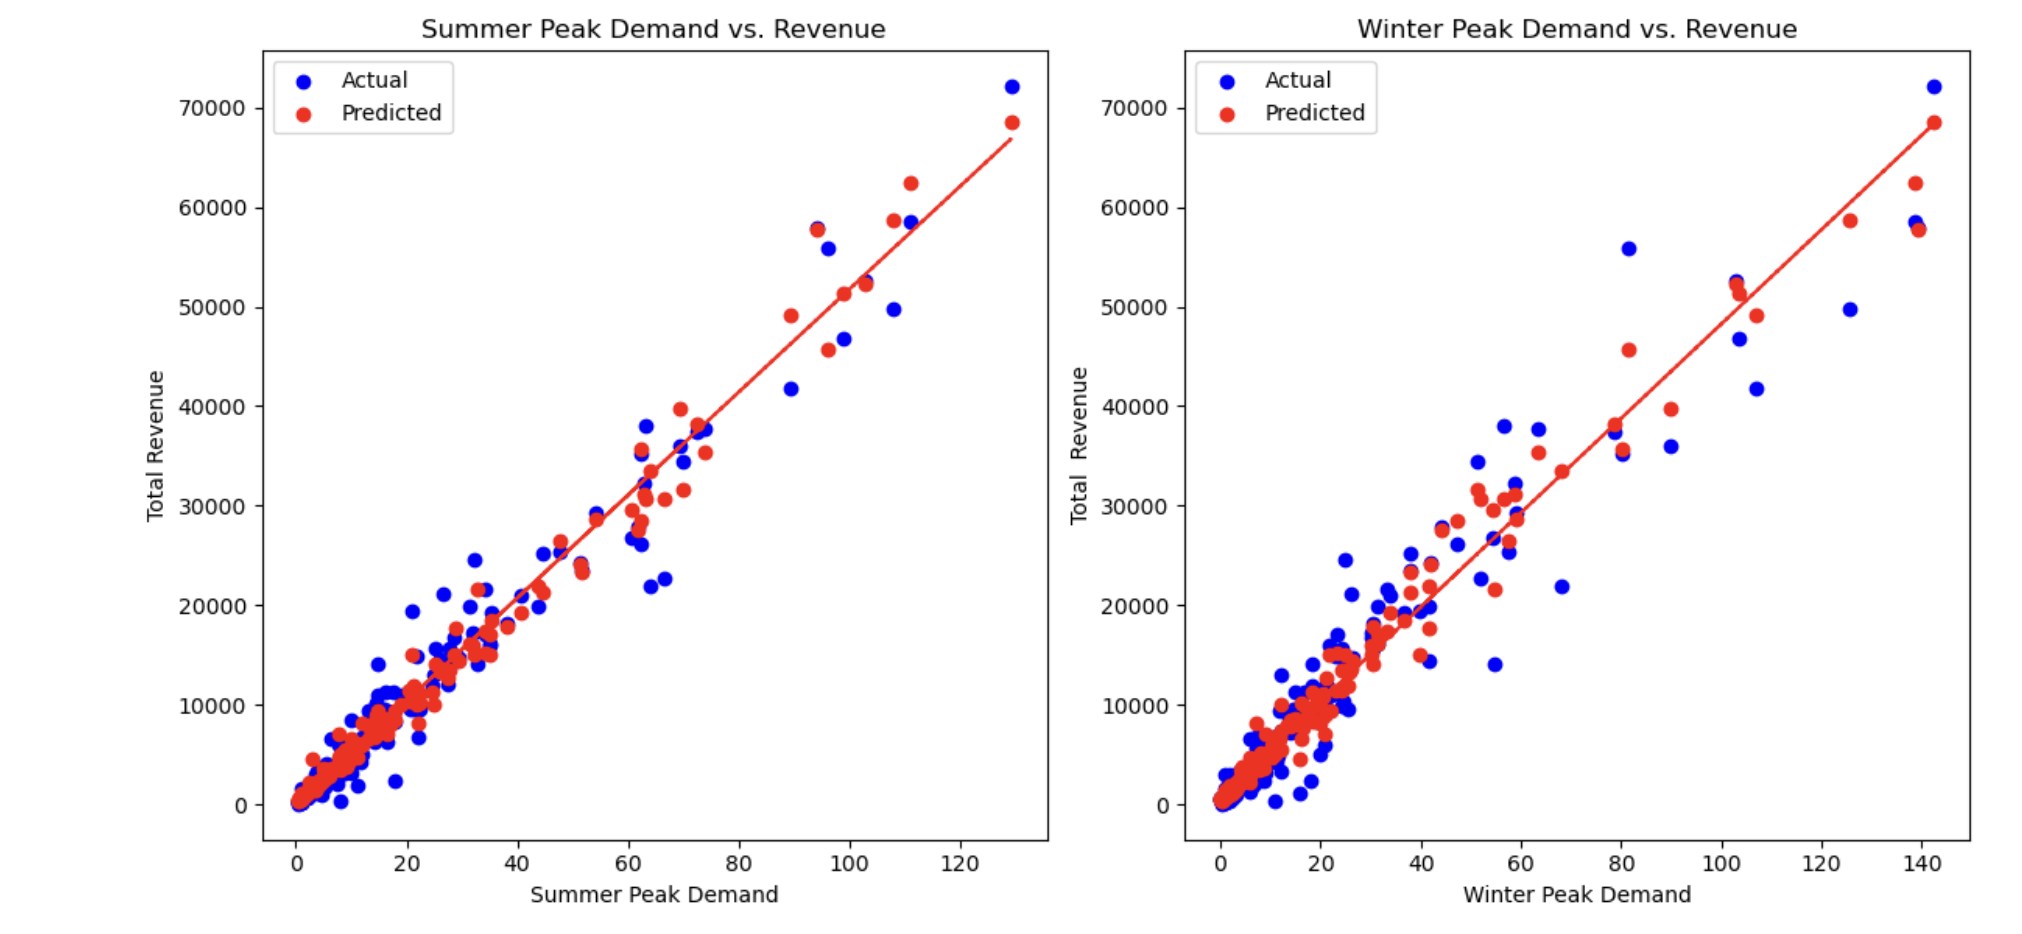 Summer Peak Demand vs. Revenue
Actual
Predicted
70000
60000
50000
40000
30000
20000
10000
0
Total Revenue
0 20 40 60 80 100 120
Summer Peak Demand
Winter Peak Demand vs. Revenue
Actual
Predicted
70000
60000
50000
40000
30000
20000
10000
0
Total  Revenue
0 20 40 60 80 100 120 140
Winter Peak Demand